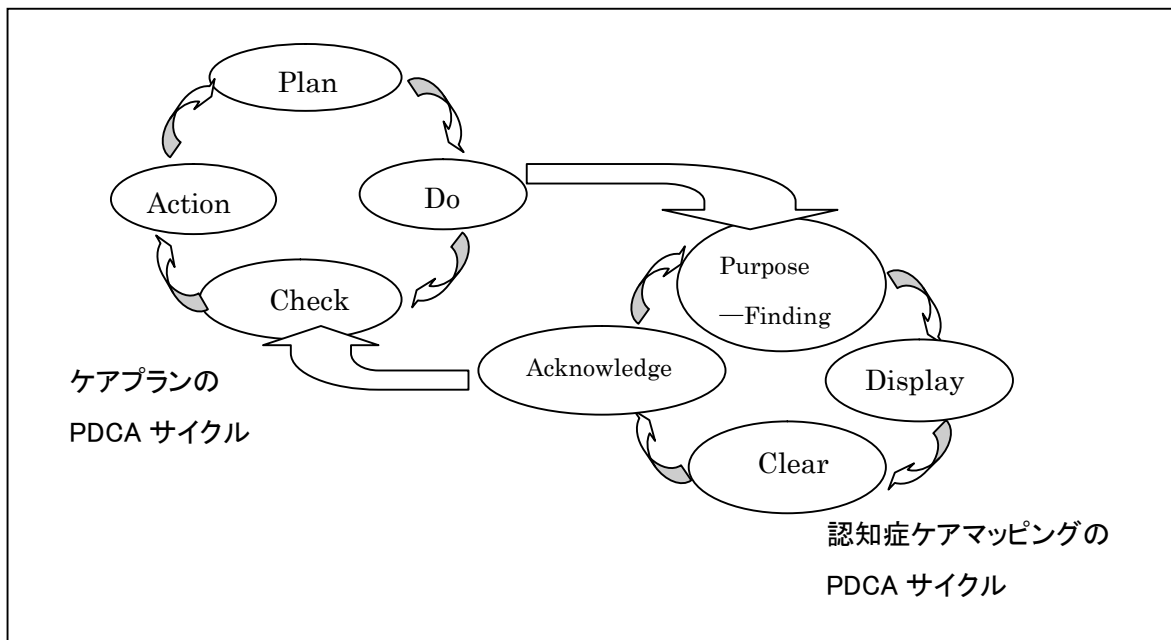 Plan
Action
Do
Check
ケアプランの
PDCA サイクル
Purpose
―Finding
Acknowledge
Display
Clear
認知症ケアマッピングの
PDCA サイクル